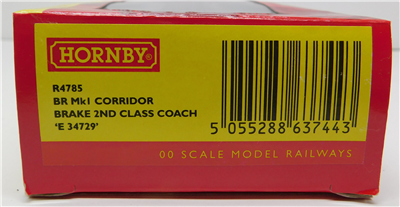 HORNBY
R4785
BR Mk1 CORRIDOR
BRAKE 2ND CLASS COACH
'E 34729'
5 055288 637443
00 SCALE MODEL RAILWAYS